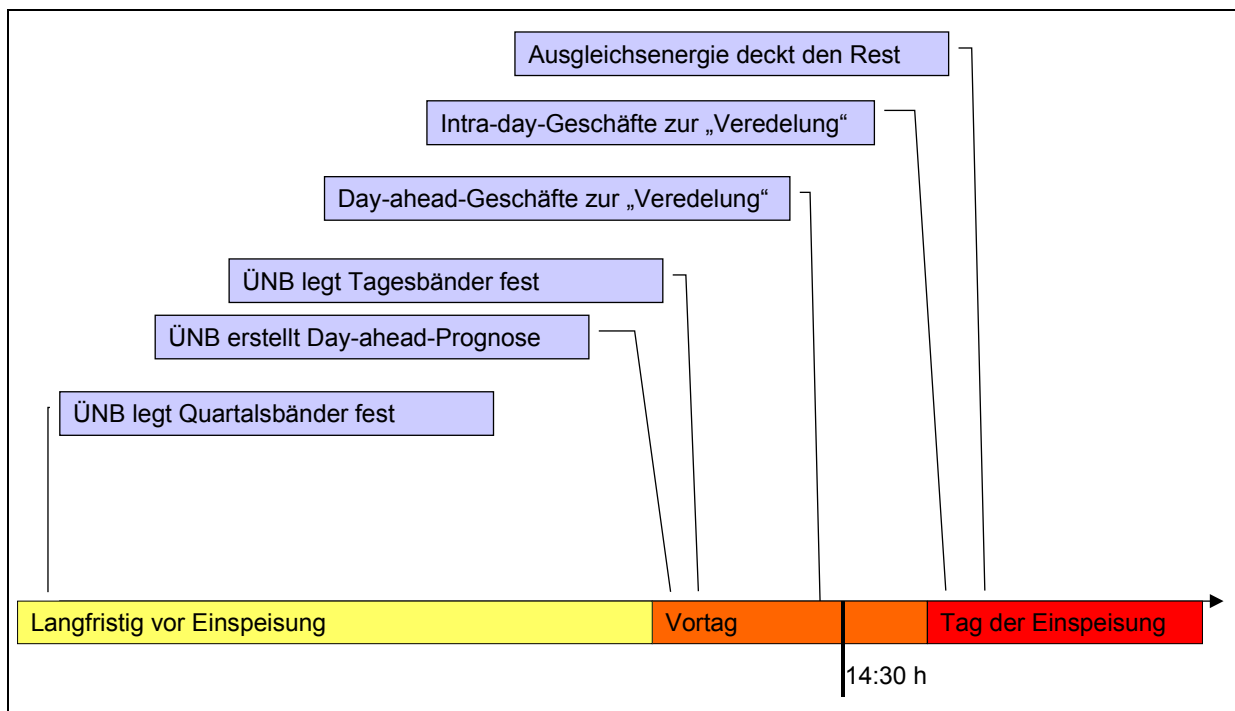 Ausgleichsenergie deckt den Rest
Intra-day-Geschäfte zur „Veredelung“
Day-ahead-Geschäfte zur „Veredelung“
ÜNB legt Tagesbänder fest
ÜNB erstellt Day-ahead-Prognose
ÜNB legt Quartalsbänder fest
Langfristig vor Einspeisung
Vortag
Tag der Einspeisung
14:30 h